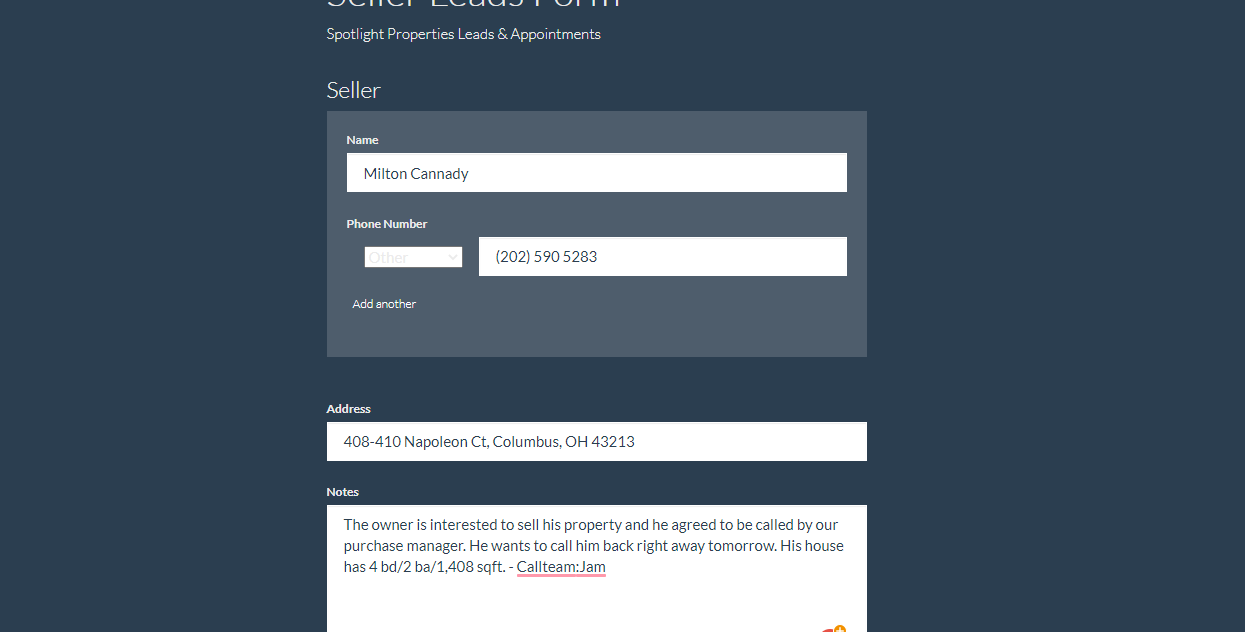 Seller Leads Form
Spotlight Properties Leads & Appointments
Seller
Name
Milton Cannady
Phone Number
Other
(202) 590 5283
Add another
Address
408-410 Napoleon Ct, Columbus, OH 43213
Notes
The owner is interested to sell his property and he agreed to be called by our
purchase manager. He wants to call him back right away tomorrow. His house
has 4 bd/2 ba/1,408 sqft. - Callteam:Jam